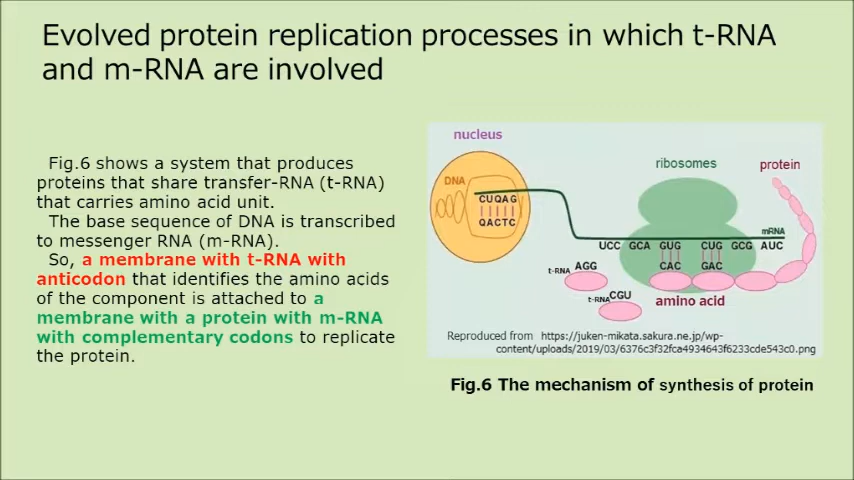 Evolved protein replication processes in which t-RNA
and m-RNA are involved
Fig.6 shows a system that produces
proteins that share transfer-RNA (t-RNA)
that carries amino acid unit.
The base sequence of DNA is transcribed
to messenger RNA (m-RNA).
So, a membrane with t-RNA with
anticodon that identifies the amino acids
of the component is attached to a
membrane with a protein with m-RNA
with complementary codons to replicate
the protein.
nucleus
DNA
CUQAG
QACTC
ribosomes
protein
mRNA
UCC GCA GUG CUG GCG AUC
CAC GAC
t-RNA AGG
t-RNA CGU
amino acid
Reproduced from https://juken-mikata.sakura.ne.jp/wp-
content/uploads/2019/03/6376c3f32fca4934643f6233cde543c0.png
Fig.6 The mechanism of synthesis of protein